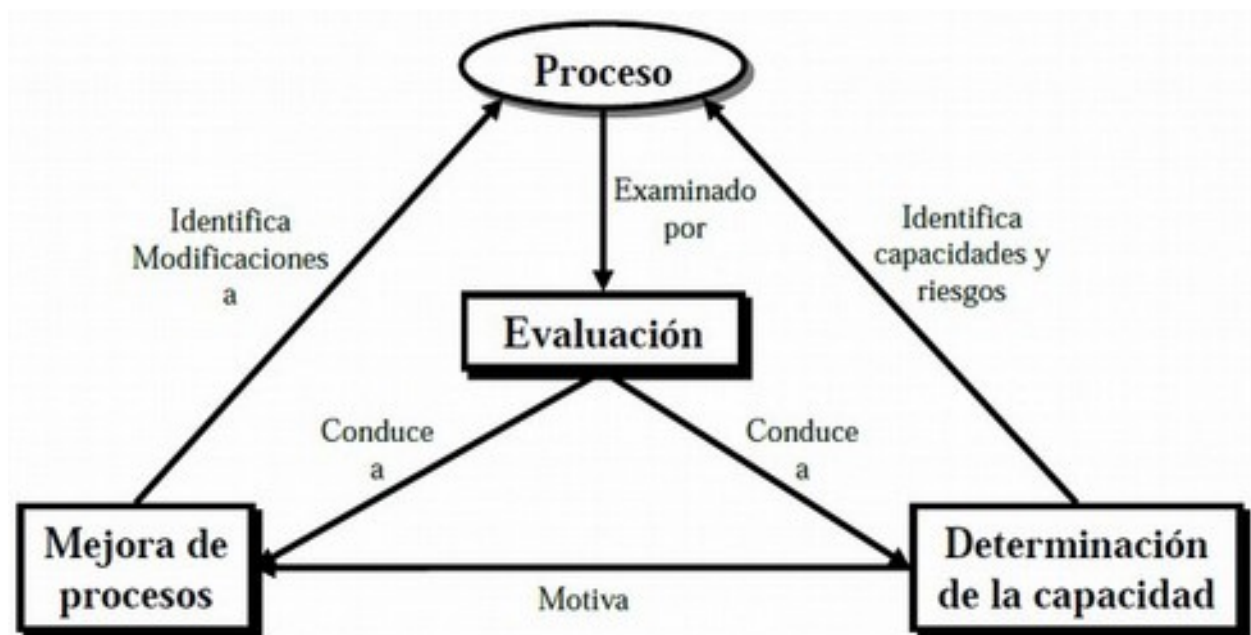 Proceso
Examinado
por
Identifica
Modificaciones
a
Identifica
capacidades y
riesgos
Evaluación
Conduce
a
Conduce
a
Mejora de
procesos
Motiva
Determinación
de la capacidad